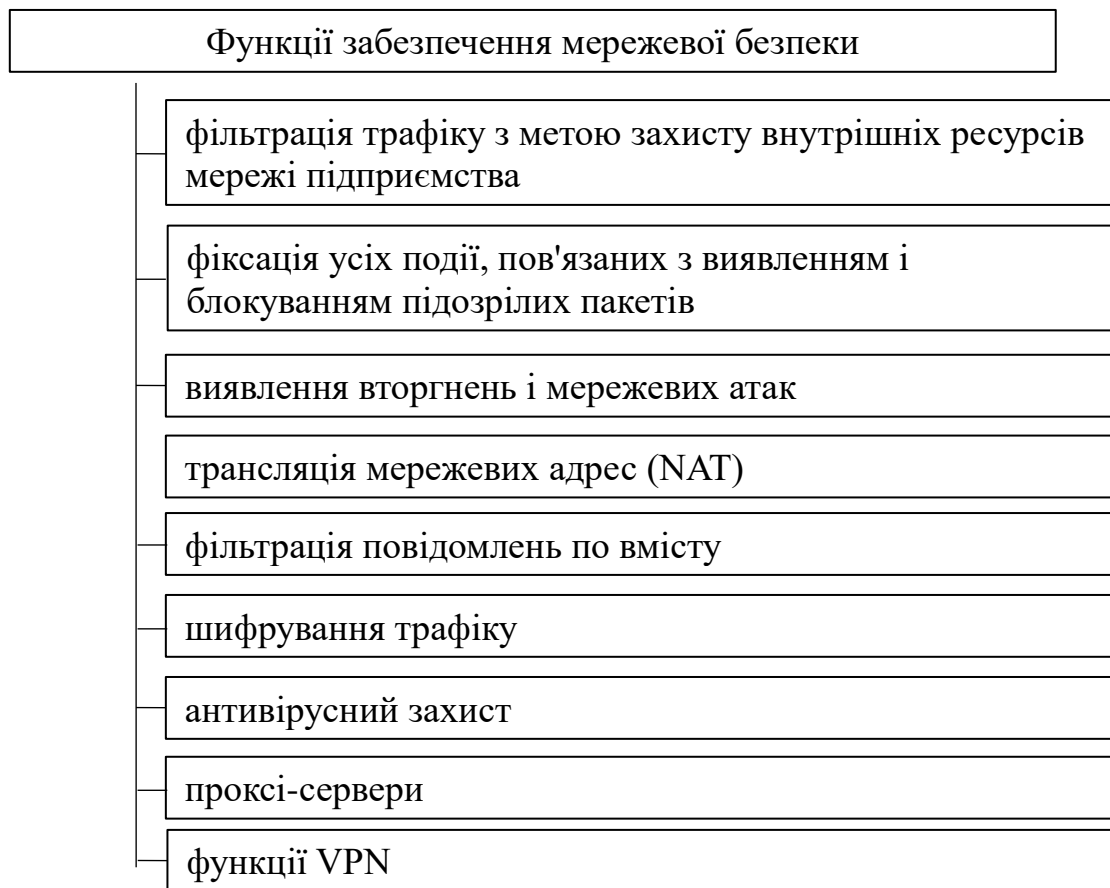 Функції забезпечення мережевої безпеки
фільтрація трафіку з метою захисту внутрішніх ресурсів
мережі підприємства
фіксація усіх події, пов'язаних з виявленням і
блокуванням підозрілих пакетів
виявлення вторгнень і мережевих атак
трансляція мережевих адрес (NAT)
фільтрація повідомлень по вмісту
шифрування трафіку
антивірусний захист
проксі-сервери
функції VPN